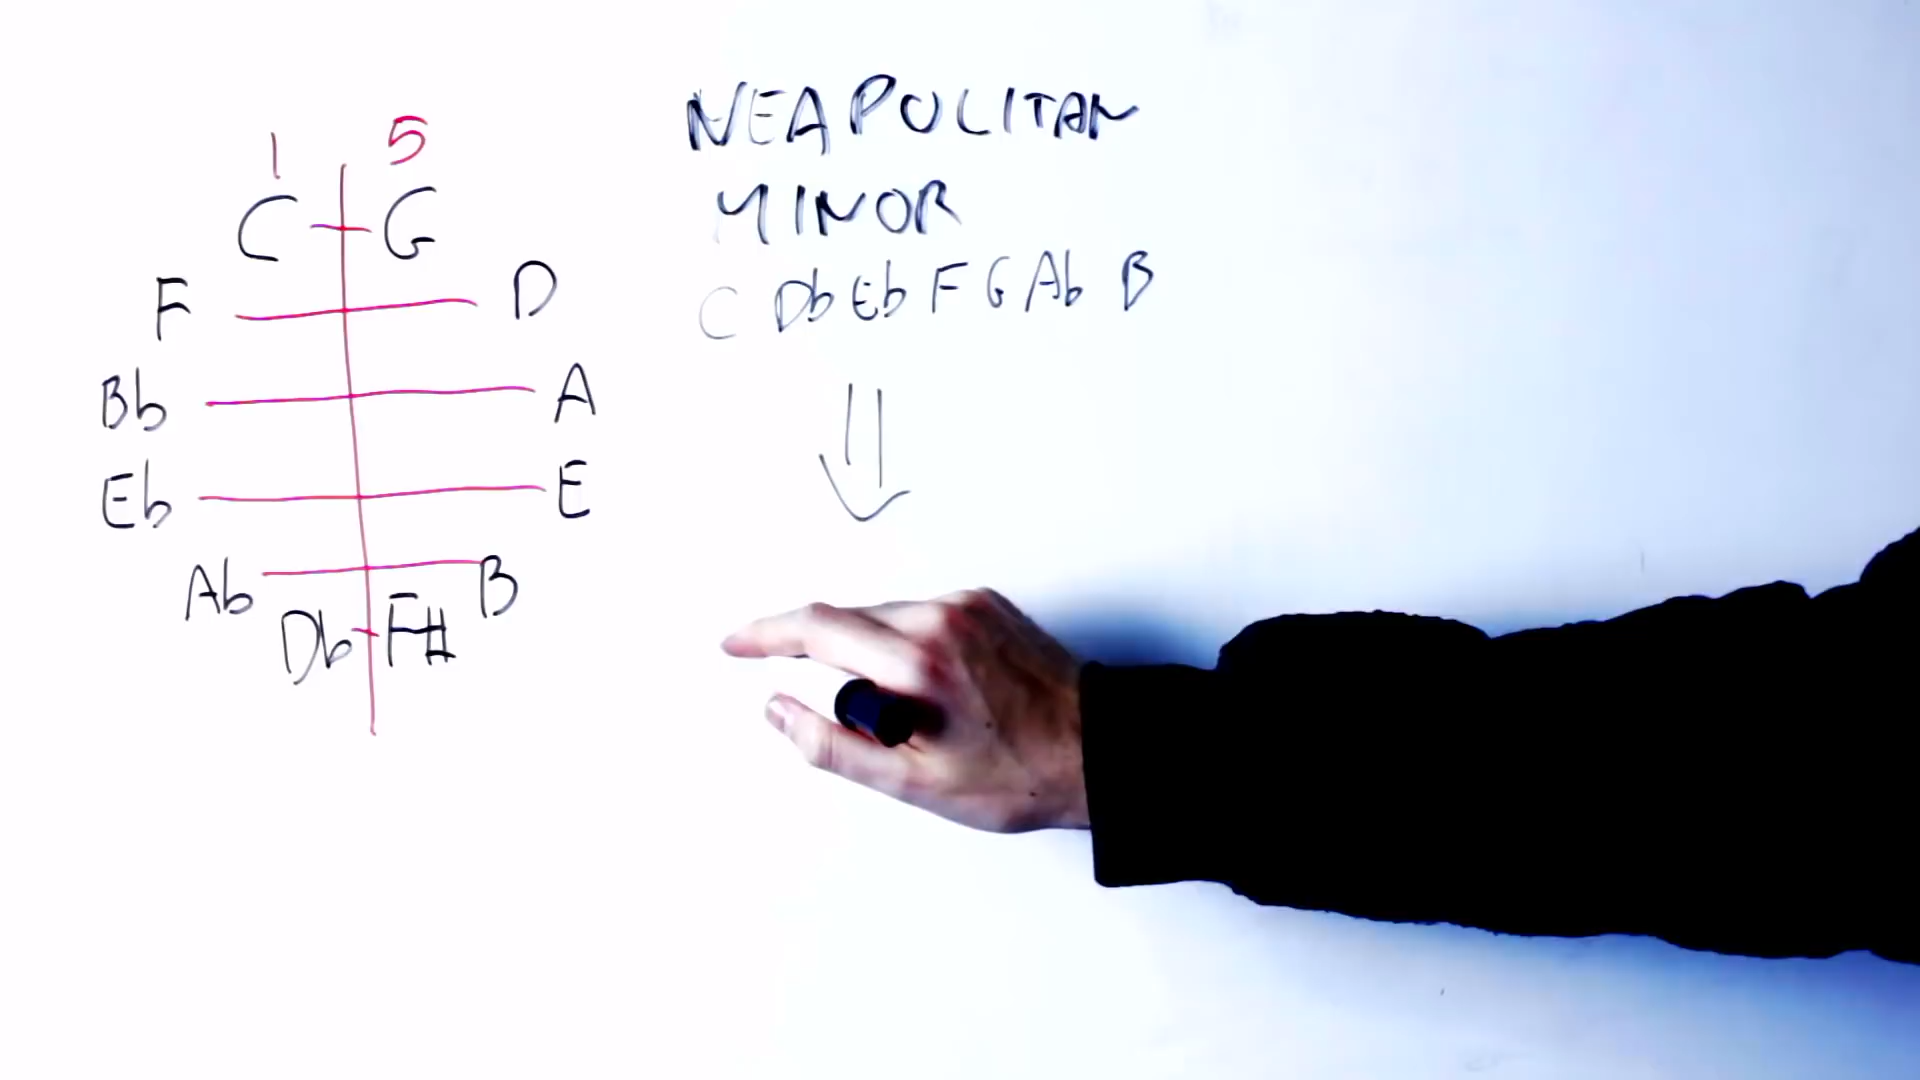 1 5
C G
F D
Bb A
Eb E
Ab B
Db F#
NEAPOLITAN
MINOR
C Db Eb F G Ab B